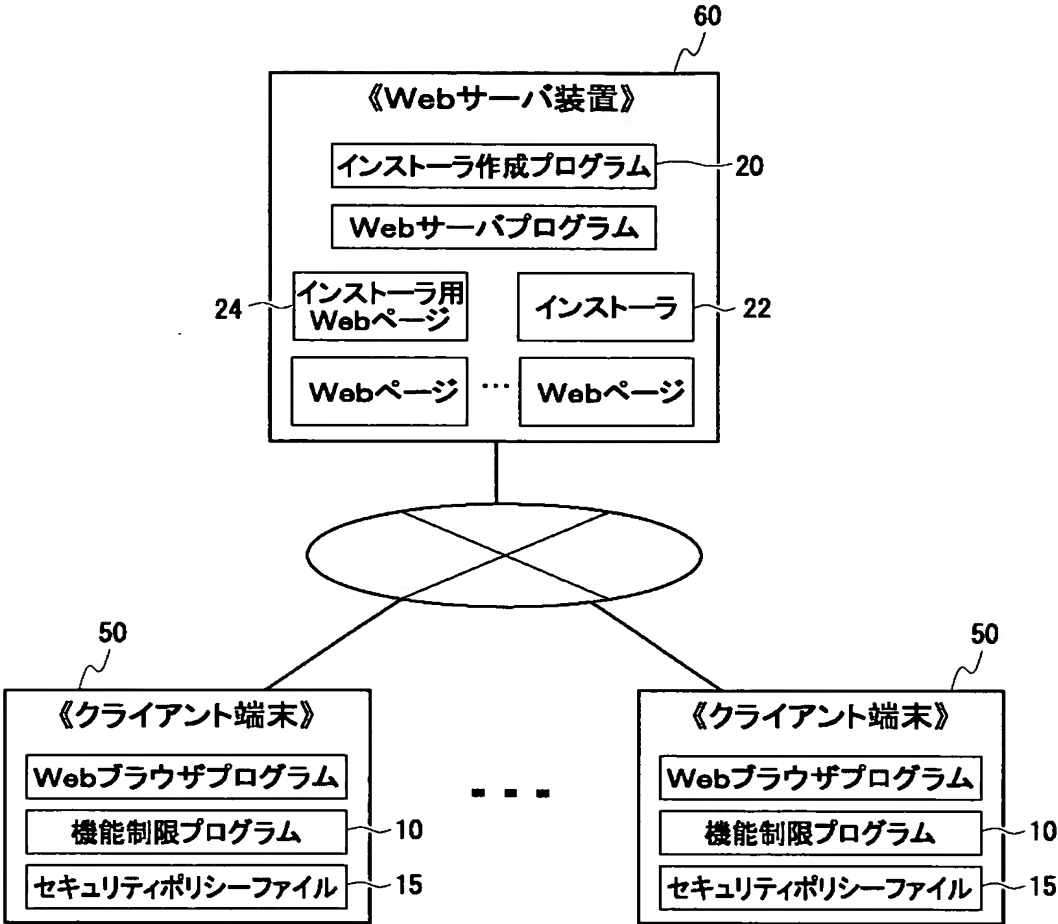 60
《Webサーバ装置》
インストーラ作成プログラム
20
Webサーバプログラム
24
インストーラ用
Webページ
インストーラ
22
Webページ
…
Webページ
50
50
《クライアント端末》
《クライアント端末》
Webブラウザプログラム
Webブラウザプログラム
機能制限プログラム
10
機能制限プログラム
10
セキュリティポリシーファイル
15
セキュリティポリシーファイル
15